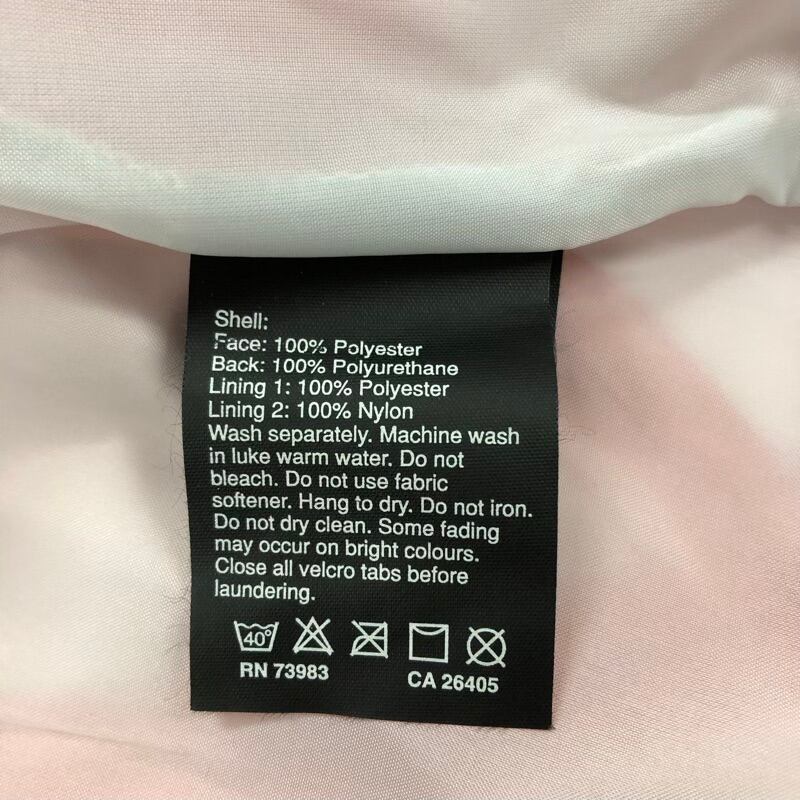 Shell:
Face: 100% Polyester
Back: 100% Polyurethane
Lining 1: 100% Polyester
Lining 2: 100% Nylon
Wash separately. Machine wash
in luke warm water. Do not
bleach. Do not use fabric
softener. Hang to dry. Do not iron.
Do not dry clean. Some fading
may occur on bright colours.
Close all velcro tabs before
laundering.
40°
RN 73983
CA 26405